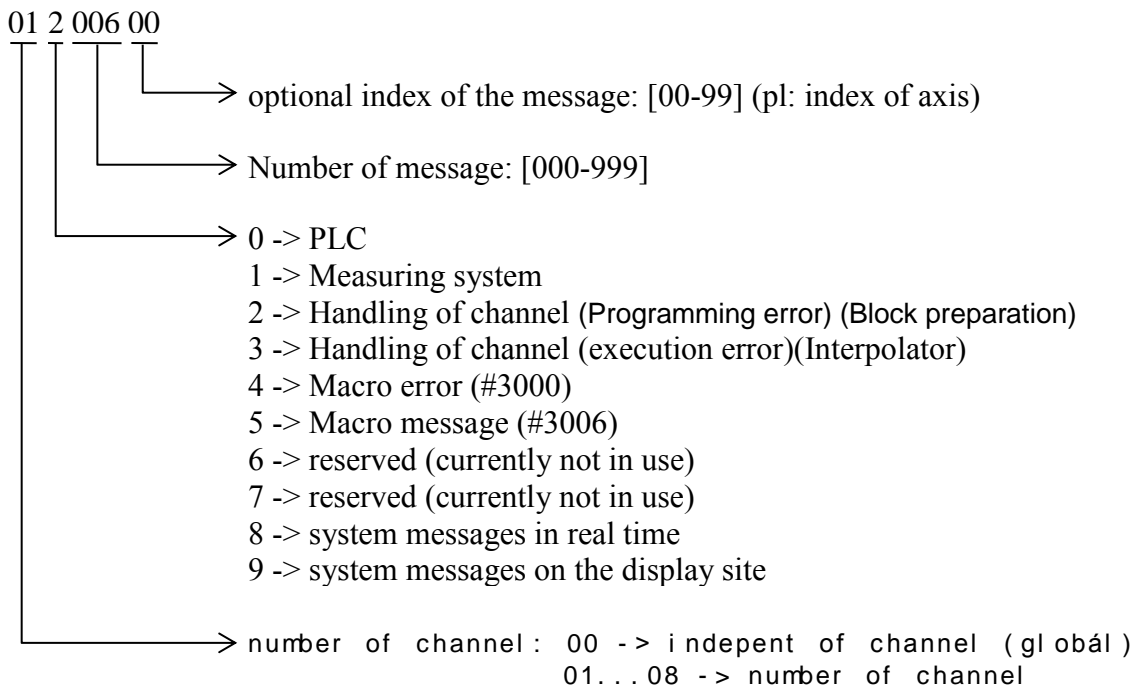 01 2 006 00
optional index of the message: [00-99] (pl: index of axis)
Number of message: [000-999]
0 -> PLC
1 -> Measuring system
2 -> Handling of channel (Programming error) (Block preparation)
3 -> Handling of channel (execution error)(Interpolator)
4 -> Macro error (#3000)
5 -> Macro message (#3006)
6 -> reserved (currently not in use)
7 -> reserved (currently not in use)
8 -> system messages in real time
9 -> system messages on the display site
number of channel: 00 -> indepent of channel (globál)
01...08 -> number of channel